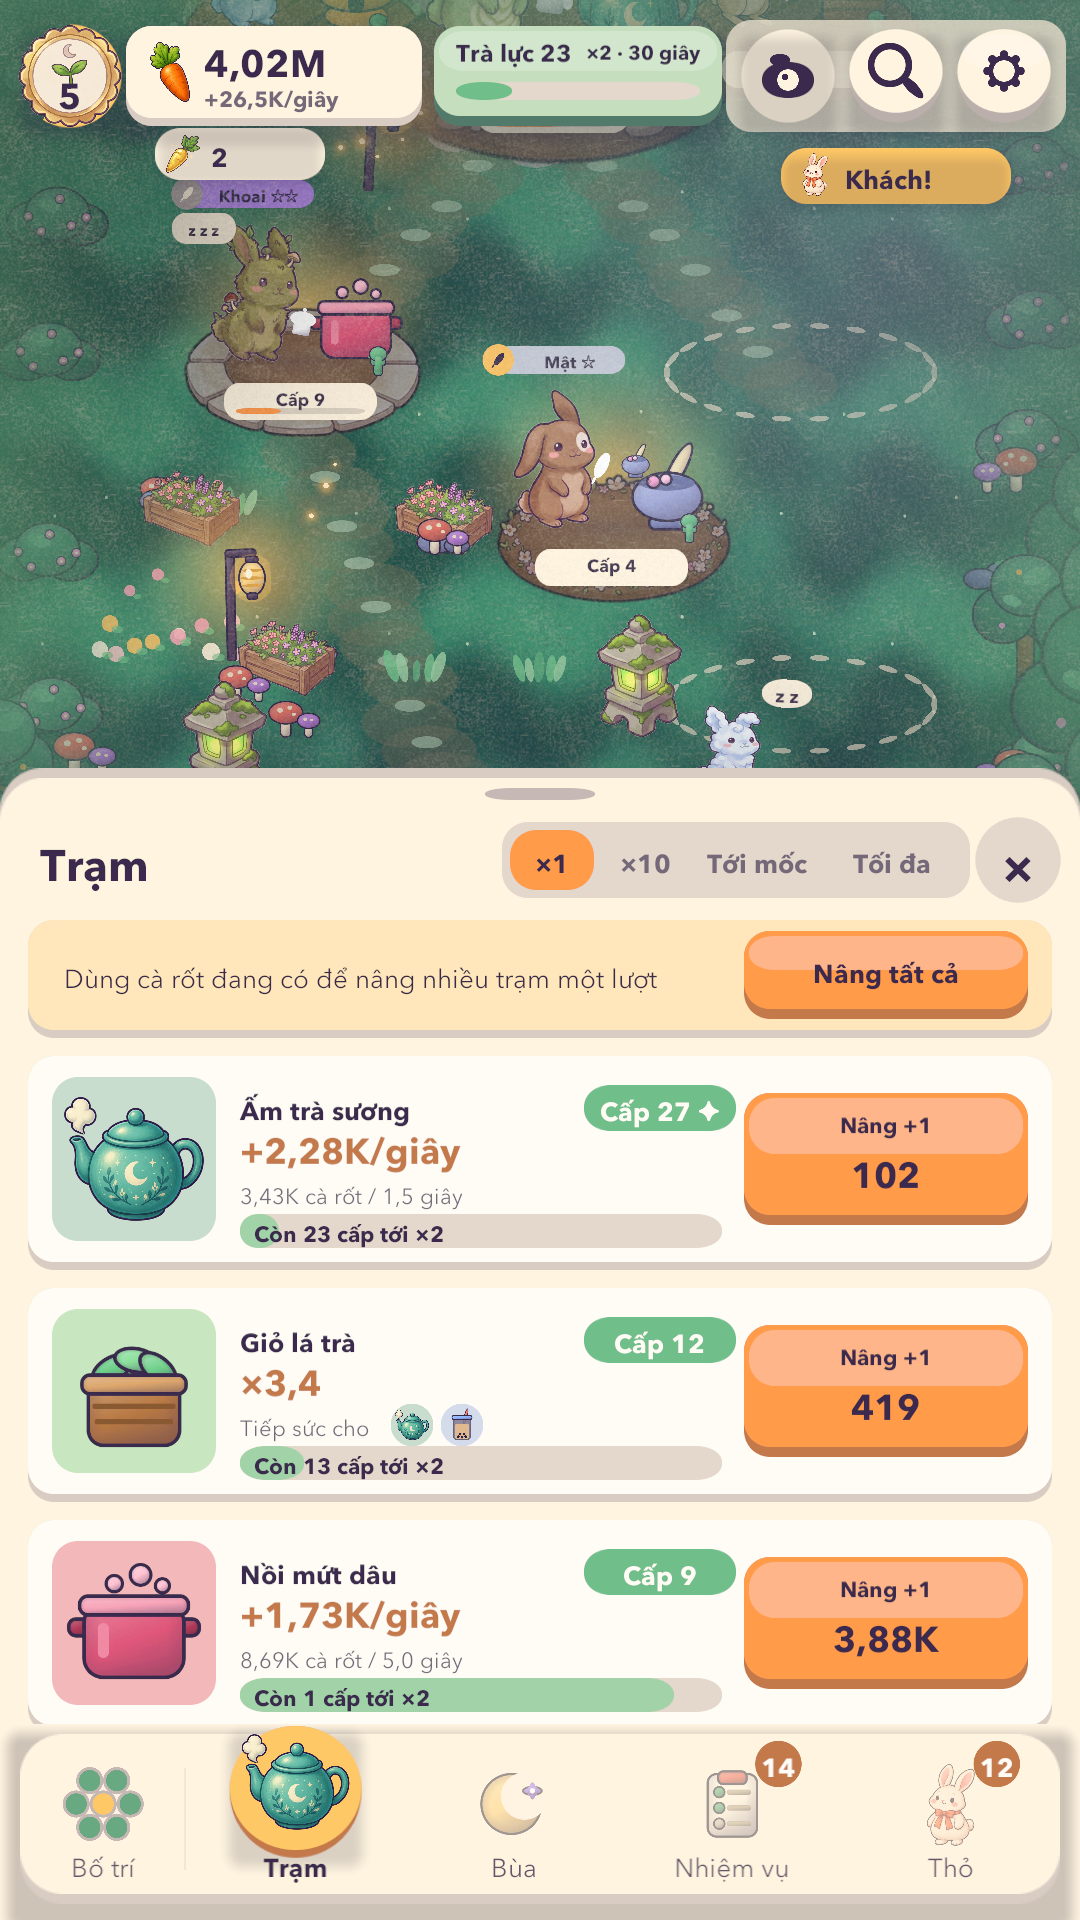 5
4,02M
+26,5K/giây
Trà lực 23 ×2 · 30 giây
2
Khoai ☆☆
z z z
Khách!
Cấp 9
Mật ☆
Cấp 4
z z
Trạm
×1 ×10 Tới mốc Tối đa
×
Dùng cà rốt đang có để nâng nhiều trạm một lượt
Nâng tất cả
Ấm trà sương
Cấp 27 ✦
+2,28K/giây
3,43K cà rốt / 1,5 giây
Còn 23 cấp tới ×2
Nâng +1
102
Giỏ lá trà
Cấp 12
×3,4
Tiếp sức cho
Còn 13 cấp tới ×2
Nâng +1
419
Nồi mứt dâu
Cấp 9
+1,73K/giây
8,69K cà rốt / 5,0 giây
Còn 1 cấp tới ×2
Nâng +1
3,88K
14
12
Bố trí
Trạm
Bùa
Nhiệm vụ
Thỏ